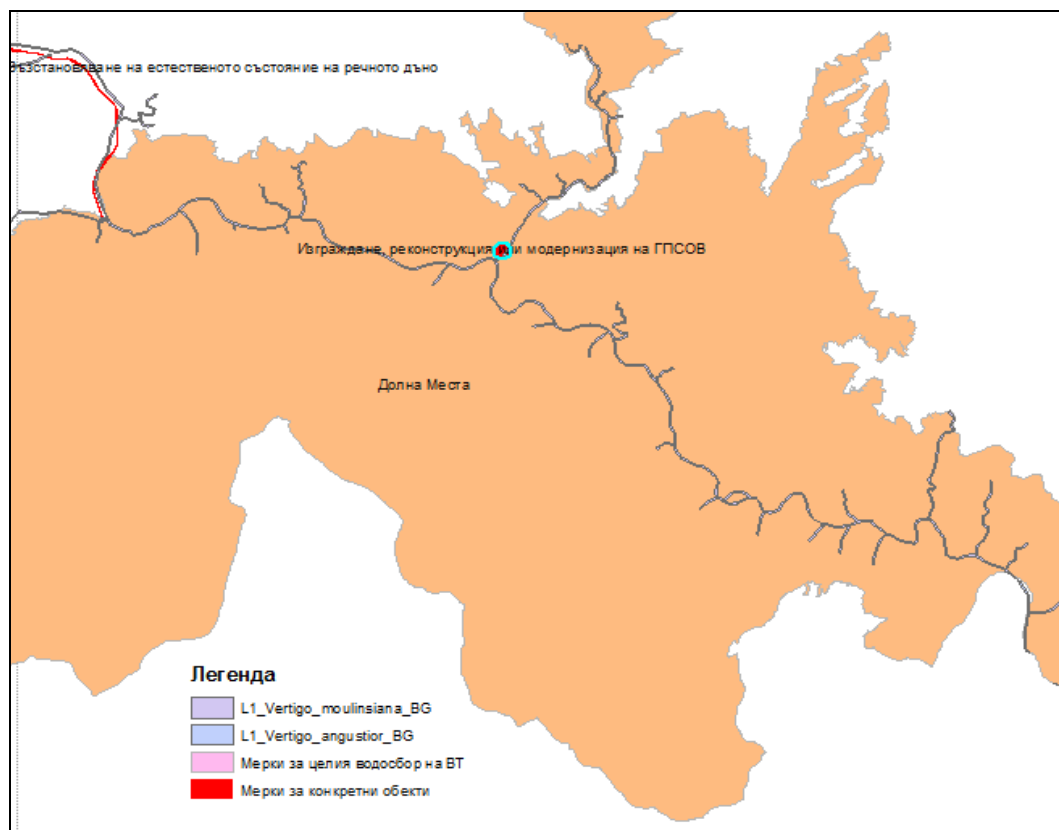 Възстановяване на естественото състояние на речното дъно
Изграждане, реконструкция или модернизация на ГПСОВ
Долна Места
Легенда
L1_Vertigo_moulinsiana_BG
L1_Vertigo_angustior_BG
Мерки за целия водосбор на ВТ
Мерки за конкретни обекти